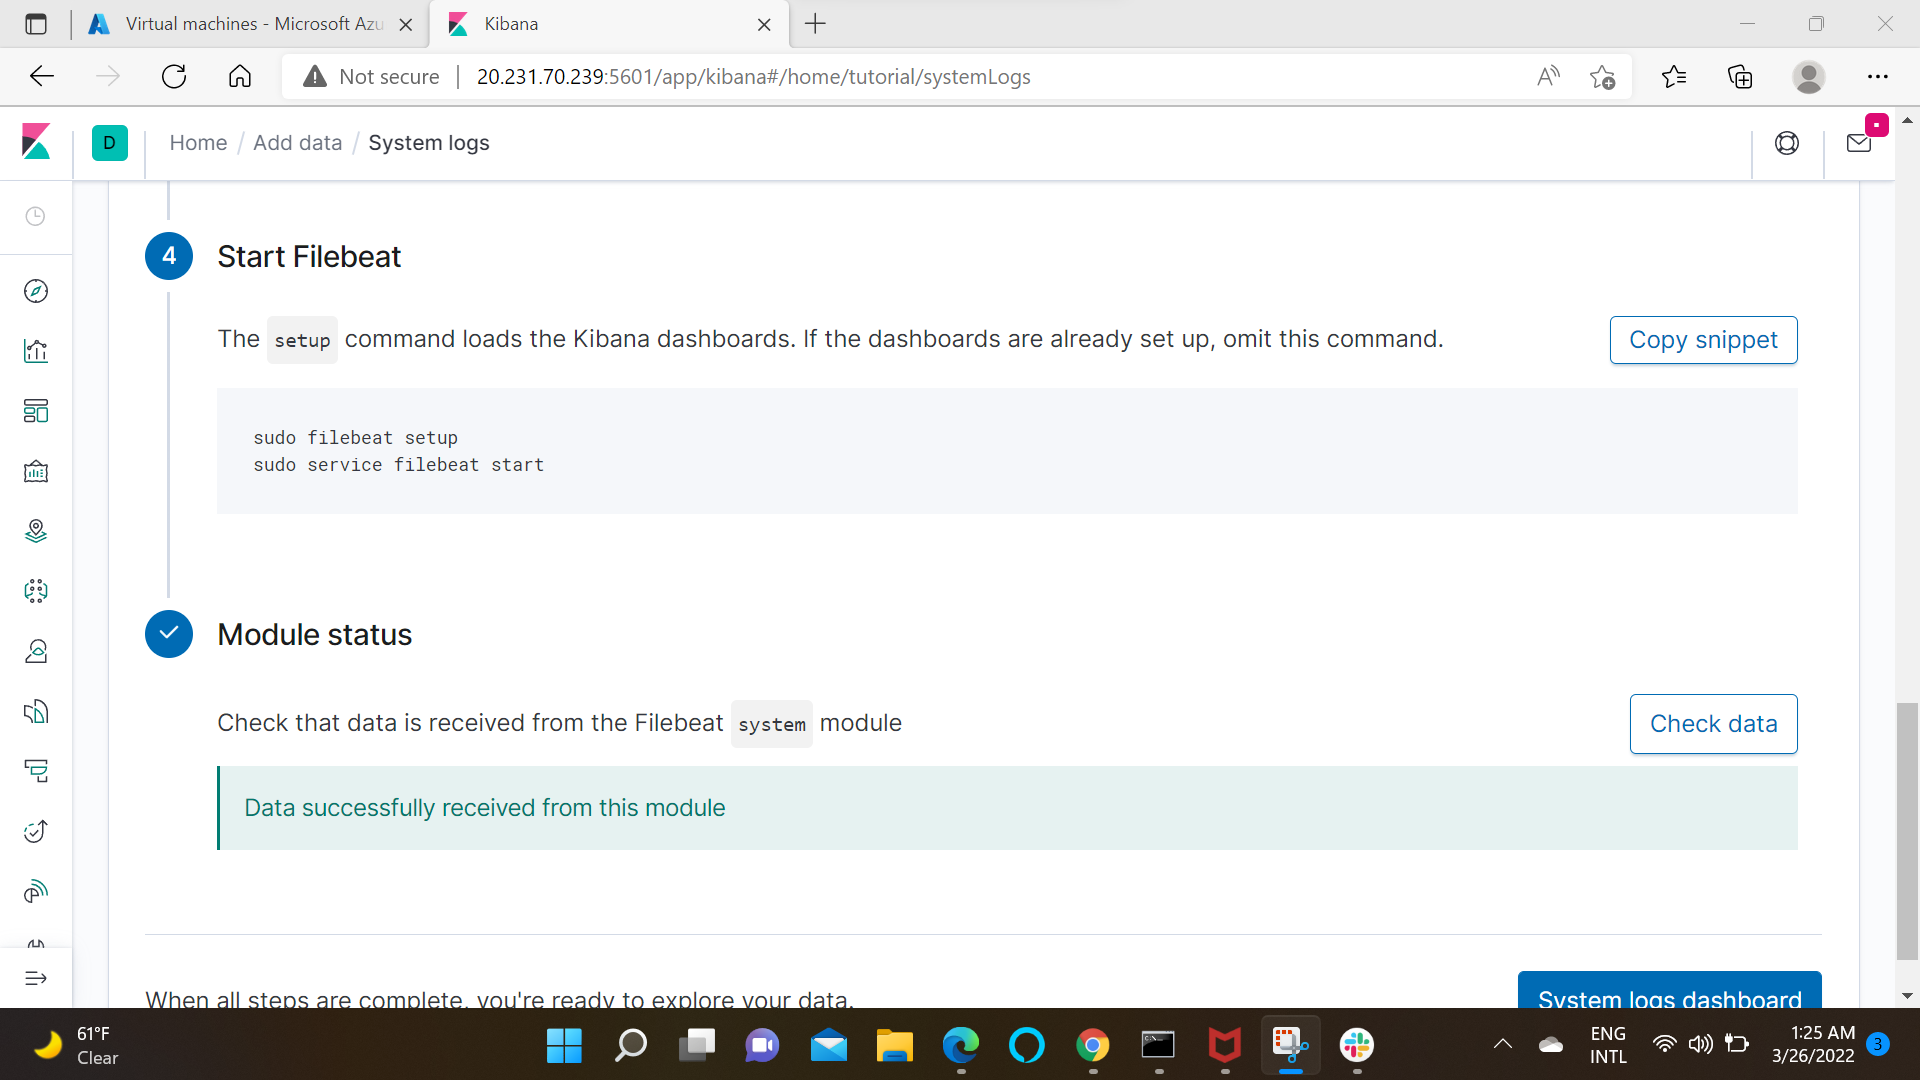 Virtual machines - Microsoft Azu
Kibana
Not secure
20.231.70.239:5601/app/kibana#/home/tutorial/systemLogs
D
Home / Add data / System logs
4
Start Filebeat
The setup command loads the Kibana dashboards. If the dashboards are already set up, omit this command.
Copy snippet
sudo filebeat setup
sudo service filebeat start
Module status
Check that data is received from the Filebeat system module
Check data
Data successfully received from this module
When all steps are complete, you're ready to explore your data.
System logs dashboard
61°F
Clear
ENG
INTL
1:25 AM
3/26/2022
3